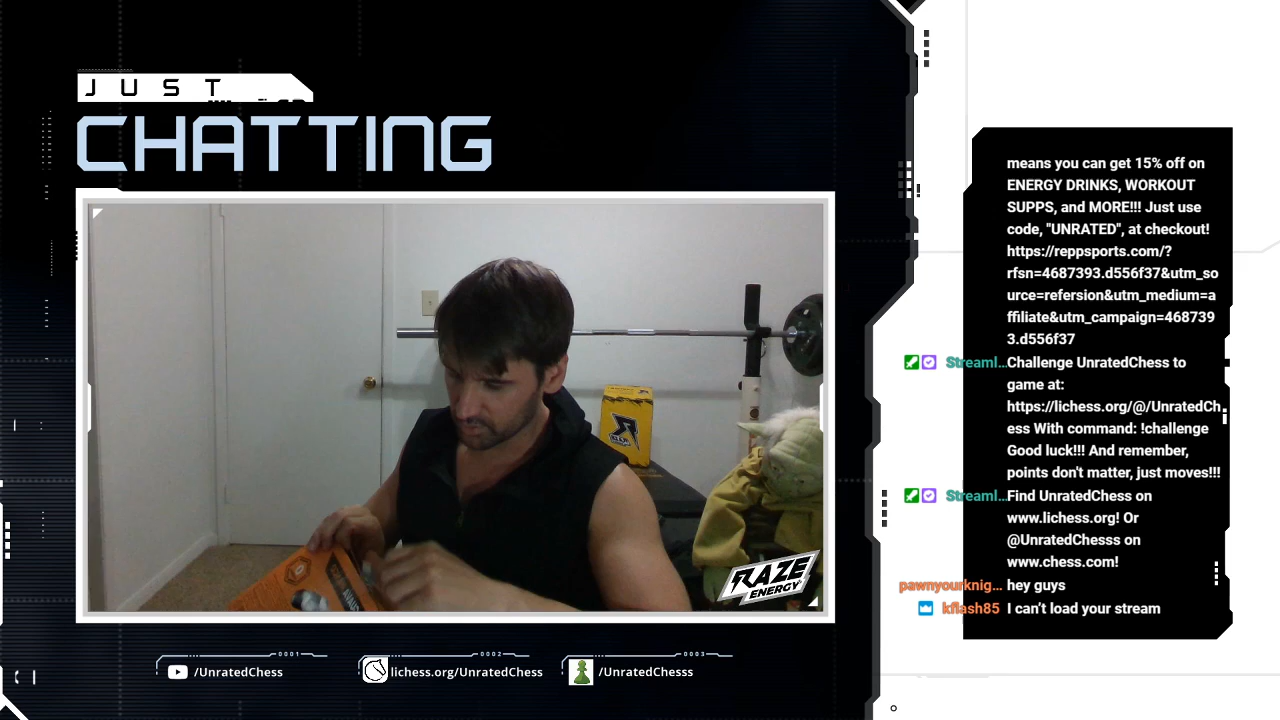 JUST
CHATTING
RAZE
ENERGY
0001
/UnratedChess
0002
lichess.org/UnratedChess
0003
/UnratedChesss
means you can get 15% off on
ENERGY DRINKS, WORKOUT
SUPPS, and MORE!!! Just use
code, "UNRATED", at checkout!
https://reppsports.com/?
rfsn=4687393.d556f37&utm_so
urce=refersion&utm_medium=a
ffiliate&utm_campaign=468739
3.d556f37
Streaml... Challenge UnratedChess to
game at:
https://lichess.org/@/UnratedCh
ess With command: !challenge
Good luck!!! And remember,
points don't matter, just moves!!!
Streaml... Find UnratedChess on
www.lichess.org! Or
@UnratedChesss on
www.chess.com!
pawnyourknig... hey guys
kflash85 I can't load your stream